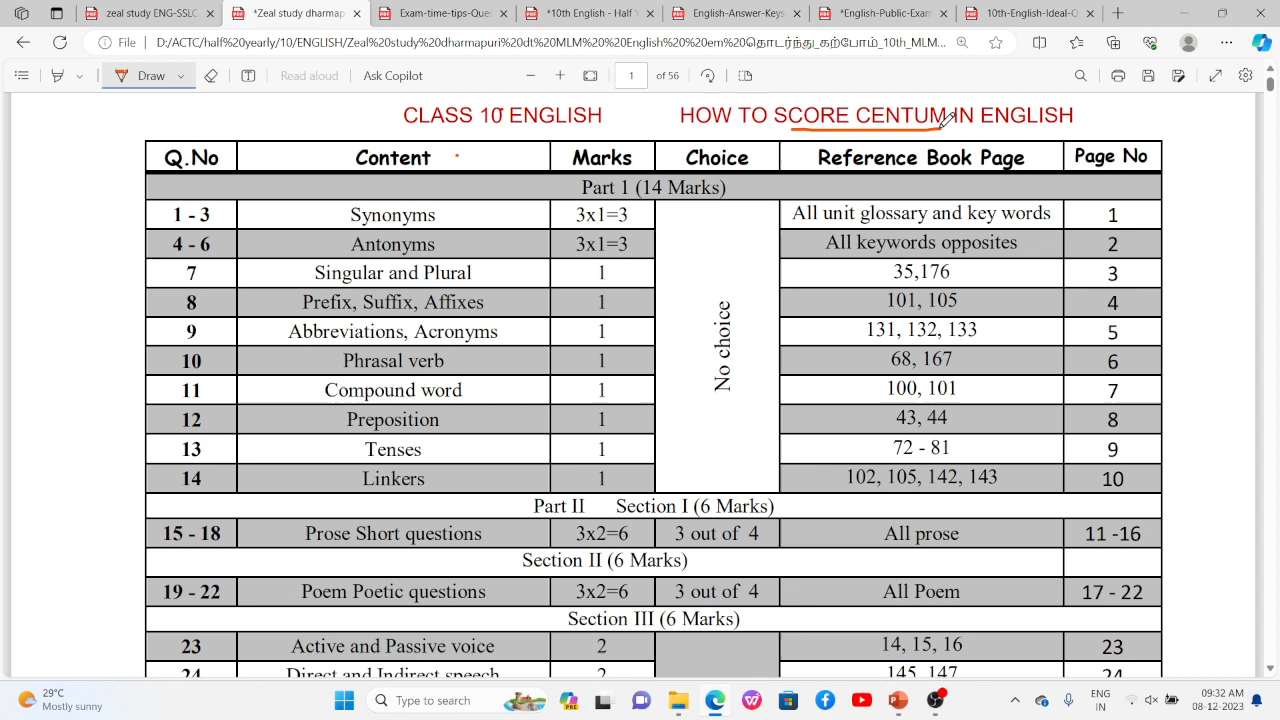 zeal study ENG-SSLC
*Zeal study dharmap
Exam-time-tips-Ques
*10th English - Half Y
English-Answer-Keys
*English-Public-Exam
10th-English-Ideal-Q
File D:/ACTC/half%20yearly/10/ENGLISH/Zeal%20study%20dharmapuri%20dt%20MLM%20English%20em%20தொடர்ந்து_கற்போம்_10th_MLM...
Draw Read aloud Ask Copilot 1 of 56
CLASS 10 ENGLISH HOW TO SCORE CENTUM IN ENGLISH
Q.No Content Marks Choice Reference Book Page Page No
Part 1 (14 Marks)
1 - 3 Synonyms 3x1=3 All unit glossary and key words 1
4 - 6 Antonyms 3x1=3 All keywords opposites 2
7 Singular and Plural 1 35,176 3
8 Prefix, Suffix, Affixes 1 101, 105 4
9 Abbreviations, Acronyms 1 131, 132, 133 5
10 Phrasal verb 1 68, 167 6
11 Compound word 1 100, 101 7
12 Preposition 1 43, 44 8
13 Tenses 1 72 - 81 9
14 Linkers 1 102, 105, 142, 143 10
No choice
Part II Section I (6 Marks)
15 - 18 Prose Short questions 3x2=6 3 out of 4 All prose 11 -16
Section II (6 Marks)
19 - 22 Poem Poetic questions 3x2=6 3 out of 4 All Poem 17 - 22
Section III (6 Marks)
23 Active and Passive voice 2 14, 15, 16 23
24 Direct and Indirect speech 2 145, 147 24
29°C
Mostly sunny
Type to search
PRE
ENG
IN
09:32 AM
08-12-2023